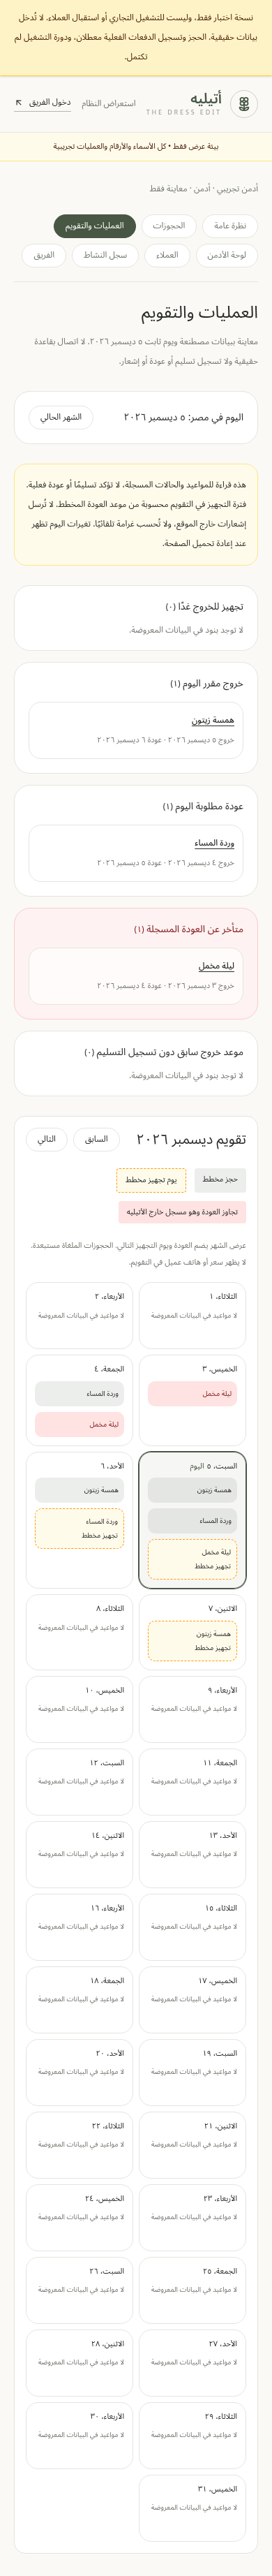 نسخة اختبار فقط، وليست للتشغيل التجاري أو استقبال العملاء. لا تُدخل
بيانات حقيقية. الحجز وتسجيل الدفعات الفعلية معطلان، ودورة التشغيل لم
تكتمل.
أتيليه
THE DRESS EDIT
استعراض النظام
دخول الفريق
بيئة عرض فقط • كل الأسماء والأرقام والعمليات تجريبية
أدمن تجريبي · أدمن · معاينة فقط
نظرة عامة
الحجوزات
العمليات والتقويم
لوحة الأدمن
العملاء
سجل النشاط
الفريق
العمليات والتقويم
معاينة ببيانات مصطنعة ويوم ثابت ٥ ديسمبر ٢٠٢٦. لا اتصال بقاعدة
حقيقية ولا تسجيل تسليم أو عودة أو إشعار.
اليوم في مصر: ٥ ديسمبر ٢٠٢٦
الشهر الحالي
هذه قراءة للمواعيد والحالات المسجلة، لا تؤكد تسليمًا أو عودة فعلية.
فترة التجهيز في التقويم محسوبة من موعد العودة المخطط. لا تُرسل
إشعارات خارج الموقع، ولا تُحسب غرامة تلقائيًا. تغيرات اليوم تظهر
عند إعادة تحميل الصفحة.
تجهيز للخروج غدًا (٠)
لا توجد بنود في البيانات المعروضة.
خروج مقرر اليوم (١)
همسة زيتون
خروج ٥ ديسمبر ٢٠٢٦ · عودة ٦ ديسمبر ٢٠٢٦
عودة مطلوبة اليوم (١)
وردة المساء
خروج ٤ ديسمبر ٢٠٢٦ · عودة ٥ ديسمبر ٢٠٢٦
متأخر عن العودة المسجلة (١)
ليلة مخمل
خروج ٣ ديسمبر ٢٠٢٦ · عودة ٤ ديسمبر ٢٠٢٦
موعد خروج سابق دون تسجيل التسليم (٠)
لا توجد بنود في البيانات المعروضة.
تقويم ديسمبر ٢٠٢٦
السابق
التالي
حجز مخطط
يوم تجهيز مخطط
تجاوز العودة وهو مسجل خارج الأتيليه
عرض الشهر يضم العودة ويوم التجهيز التالي. الحجوزات الملغاة مستبعدة.
لا يظهر سعر أو هاتف عميل في التقويم.
الثلاثاء، ١
لا مواعيد في البيانات المعروضة
الأربعاء، ٢
لا مواعيد في البيانات المعروضة
الخميس، ٣
ليلة مخمل
الجمعة، ٤
وردة المساء
ليلة مخمل
السبت، ٥ اليوم
همسة زيتون
وردة المساء
ليلة مخمل
تجهيز مخطط
الأحد، ٦
همسة زيتون
وردة المساء
تجهيز مخطط
الاثنين، ٧
همسة زيتون
تجهيز مخطط
الثلاثاء، ٨
لا مواعيد في البيانات المعروضة
الأربعاء، ٩
لا مواعيد في البيانات المعروضة
الخميس، ١٠
لا مواعيد في البيانات المعروضة
الجمعة، ١١
لا مواعيد في البيانات المعروضة
السبت، ١٢
لا مواعيد في البيانات المعروضة
الأحد، ١٣
لا مواعيد في البيانات المعروضة
الاثنين، ١٤
لا مواعيد في البيانات المعروضة
الثلاثاء، ١٥
لا مواعيد في البيانات المعروضة
الأربعاء، ١٦
لا مواعيد في البيانات المعروضة
الخميس، ١٧
لا مواعيد في البيانات المعروضة
الجمعة، ١٨
لا مواعيد في البيانات المعروضة
السبت، ١٩
لا مواعيد في البيانات المعروضة
الأحد، ٢٠
لا مواعيد في البيانات المعروضة
الاثنين، ٢١
لا مواعيد في البيانات المعروضة
الثلاثاء، ٢٢
لا مواعيد في البيانات المعروضة
الأربعاء، ٢٣
لا مواعيد في البيانات المعروضة
الخميس، ٢٤
لا مواعيد في البيانات المعروضة
الجمعة، ٢٥
لا مواعيد في البيانات المعروضة
السبت، ٢٦
لا مواعيد في البيانات المعروضة
الأحد، ٢٧
لا مواعيد في البيانات المعروضة
الاثنين، ٢٨
لا مواعيد في البيانات المعروضة
الثلاثاء، ٢٩
لا مواعيد في البيانات المعروضة
الأربعاء، ٣٠
لا مواعيد في البيانات المعروضة
الخميس، ٣١
لا مواعيد في البيانات المعروضة